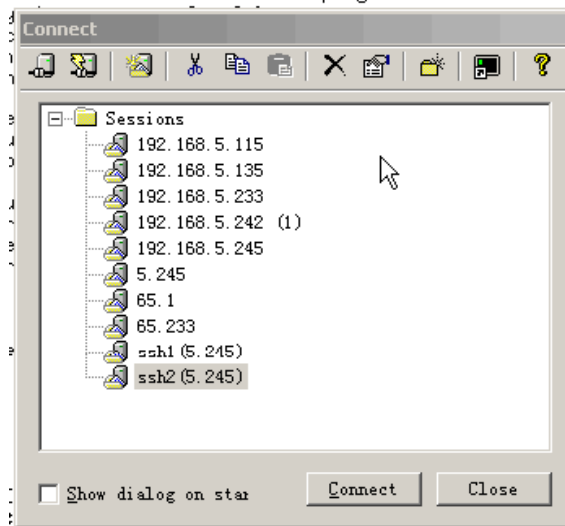 Connect
Sessions
192.168.5.115
192.168.5.135
192.168.5.233
192.168.5.242 (1)
192.168.5.245
5.245
65.1
65.233
ssh1(5.245)
ssh2(5.245)
Show dialog on star
Connect
Close